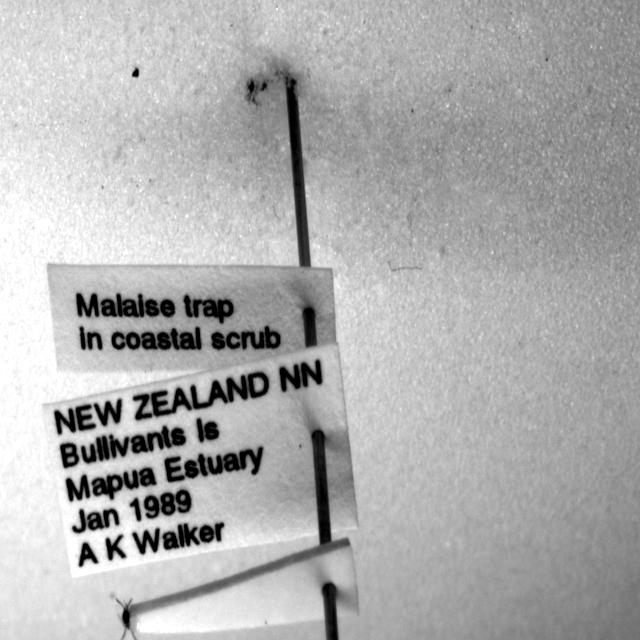 Malaise trap
in coastal scrub
NEW ZEALAND NN
Bullivants Is
Mapua Estuary
Jan 1989
A K Walker